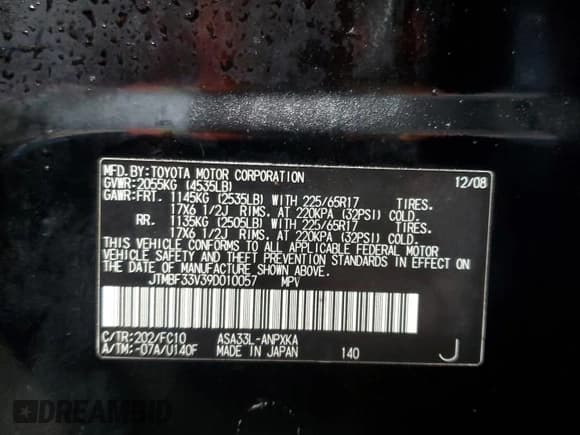 MFD.BY:TOYOTA MOTOR CORPORATION 12/08
GVWR:2055KG (4535LB)
GAWR:FRT. 1145KG (2535LB) WITH 225/65R17 TIRES.
17X6 1/2J RIMS, AT 220KPA (32PSI) COLD.
RR. 1135KG (2505LB) WITH 225/65R17 TIRES.
17X6 1/2J RIMS, AT 220KPA (32PSI) COLD.
THIS VEHICLE CONFORMS TO ALL APPLICABLE FEDERAL MOTOR
VEHICLE SAFETY AND THEFT PREVENTION STANDARDS IN EFFECT ON
THE DATE OF MANUFACTURE SHOWN ABOVE.
JTMBF33V39D010057 MPV
C/TR:202/FC10 ASA33L-ANPXKA
A/TM:-07A/U140F MADE IN JAPAN 140 J
DREAMBID